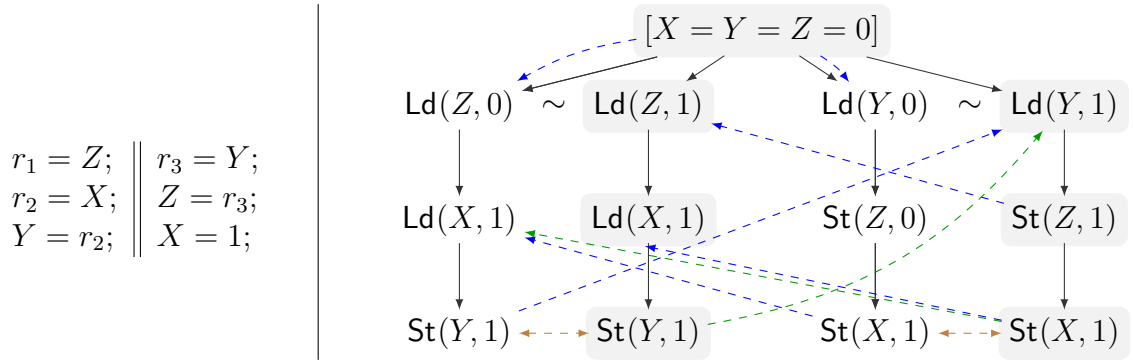 [X = Y = Z = 0]
Ld(Z, 0) ∼ Ld(Z, 1) Ld(Y, 0) ∼ Ld(Y, 1)
r₁ = Z; ‖ r₃ = Y;
r₂ = X; ‖ Z = r₃;
Y = r₂; ‖ X = 1;
Ld(X, 1) Ld(X, 1) St(Z, 0) St(Z, 1)
St(Y, 1) St(Y, 1) St(X, 1) St(X, 1)